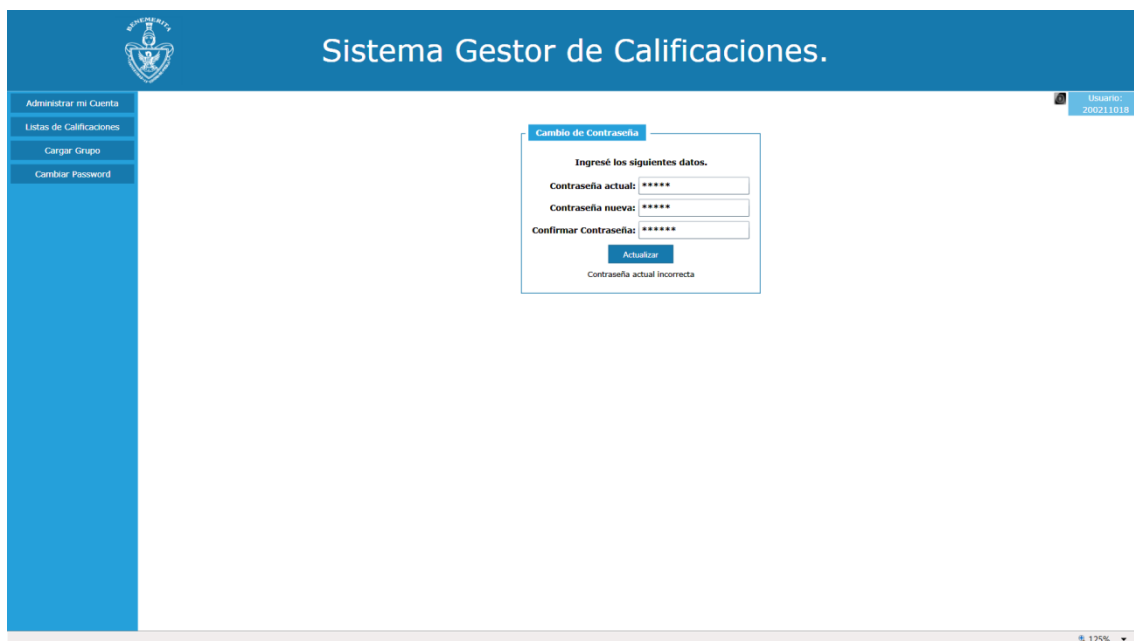 BENEMERITA
Sistema Gestor de Calificaciones.
Administrar mi Cuenta
Listas de Calificaciones
Cargar Grupo
Cambiar Password
Usuario:
200211018
Cambio de Contraseña
Ingresé los siguientes datos.
Contraseña actual: *****
Contraseña nueva: *****
Confirmar Contraseña: ******
Actualizar
Contraseña actual incorrecta
125%